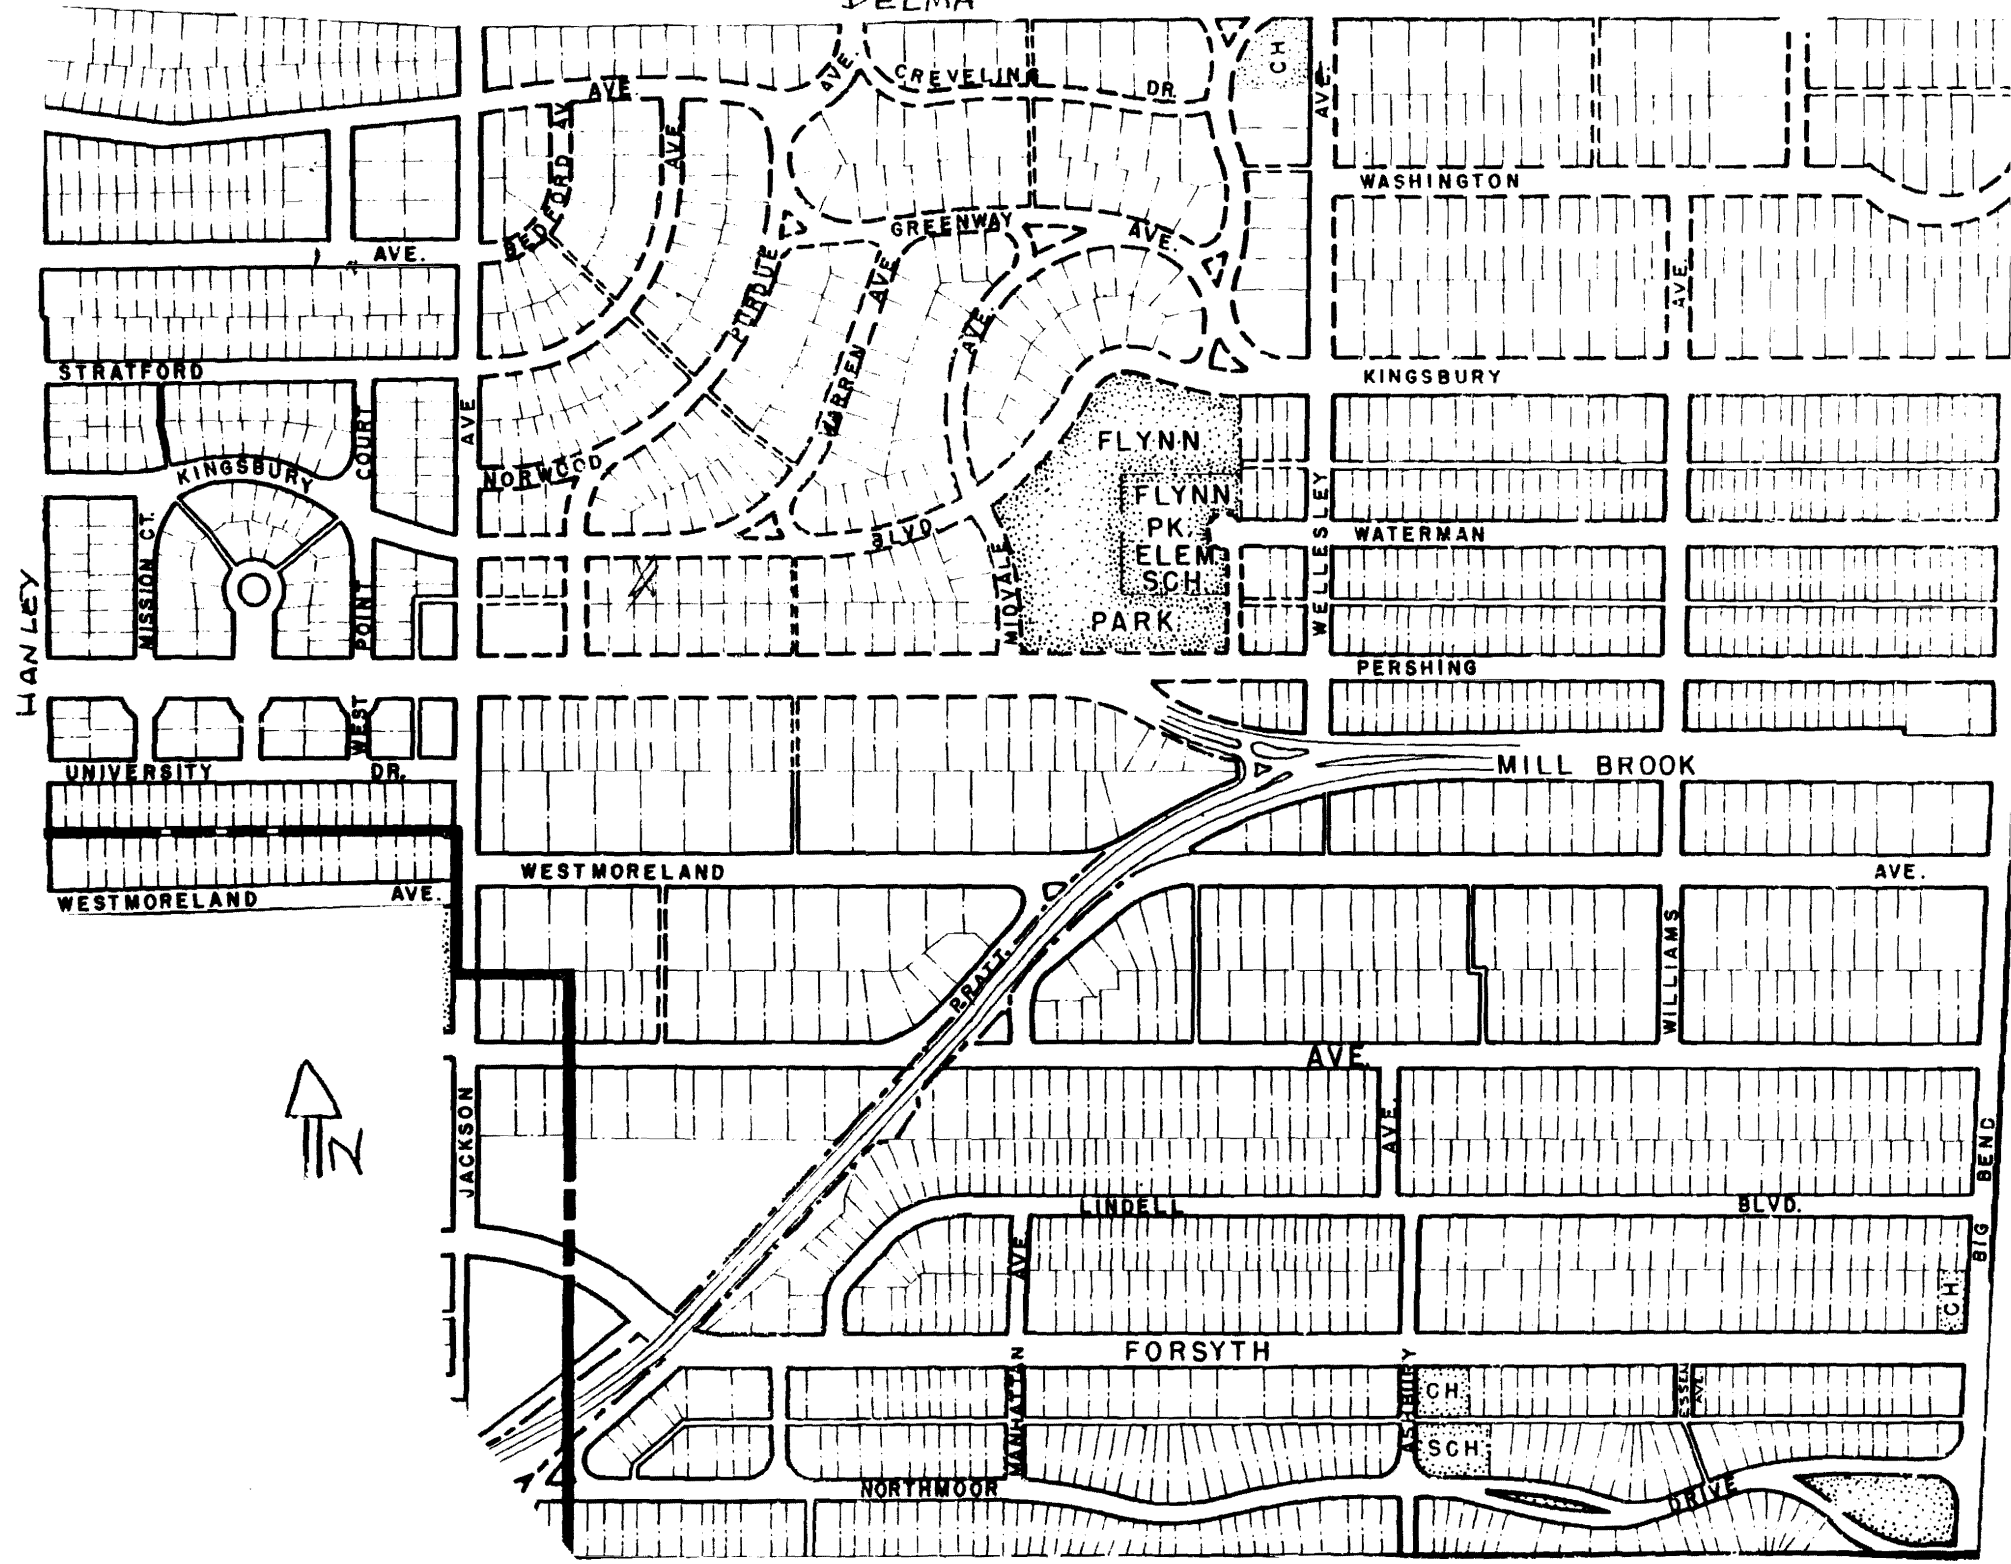 DELMA
CREVELING
DR.
CH
AVE.
AVE
AVE.
AVE
BEDFORD AV
WASHINGTON
GREENWAY
AVE.
AVE.
PURDUE
AVE
AVE.
AVE.
STRATFORD
WARREN
KINGSBURY
COURT
AVE
FLYNN
KINGSBURY
NORWOOD
FLYNN
PK.
ELEM.
SCH.
PARK
WELLESLEY
WATERMAN
BLVD
MIDVALE
MISSION CT.
POINT
HANLEY
PERSHING
WEST
UNIVERSITY
DR.
MILL BROOK
WESTMORELAND
AVE.
WESTMORELAND
AVE.
WILLIAMS
PRATT
AVE.
N
JACKSON
AVE.
BEND
BIG
LINDELL
BLVD.
AVE
CH
FORSYTH
MANHATTAN
ASHBURY
CH
ESSEX
AVE.
SCH
NORTHMOOR
DRIVE